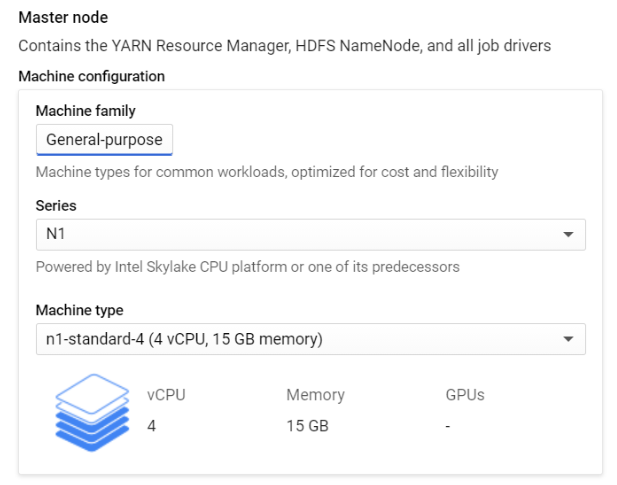 Master node
Contains the YARN Resource Manager, HDFS NameNode, and all job drivers
Machine configuration
Machine family
General-purpose
Machine types for common workloads, optimized for cost and flexibility
Series
N1
Powered by Intel Skylake CPU platform or one of its predecessors
Machine type
n1-standard-4 (4 vCPU, 15 GB memory)
vCPU Memory GPUs
4 15 GB -